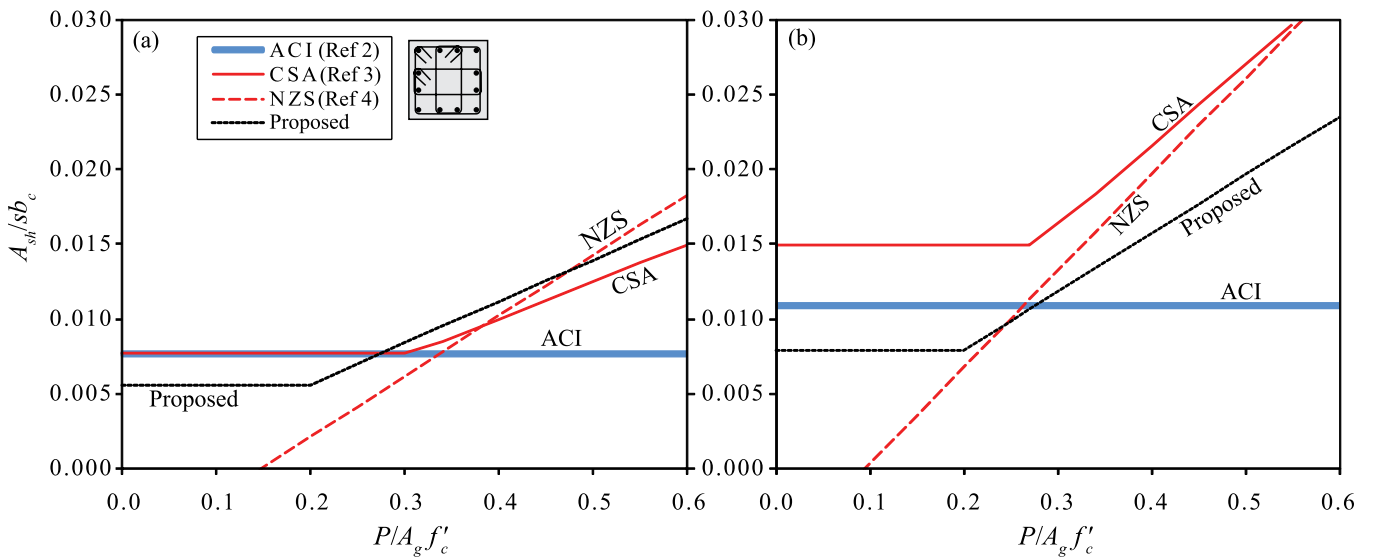 (a)
ACI (Ref 2)
CSA (Ref 3)
NZS (Ref 4)
Proposed
0.030
0.025
0.020
0.015
0.010
0.005
0.000
A_sh/sb_c
NZS
CSA
ACI
Proposed
0.0 0.1 0.2 0.3 0.4 0.5 0.6
P/A_g f'_c
(b)
0.030
0.025
0.020
0.015
0.010
0.005
0.000
CSA
NZS
Proposed
ACI
0.0 0.1 0.2 0.3 0.4 0.5 0.6
P/A_g f'_c